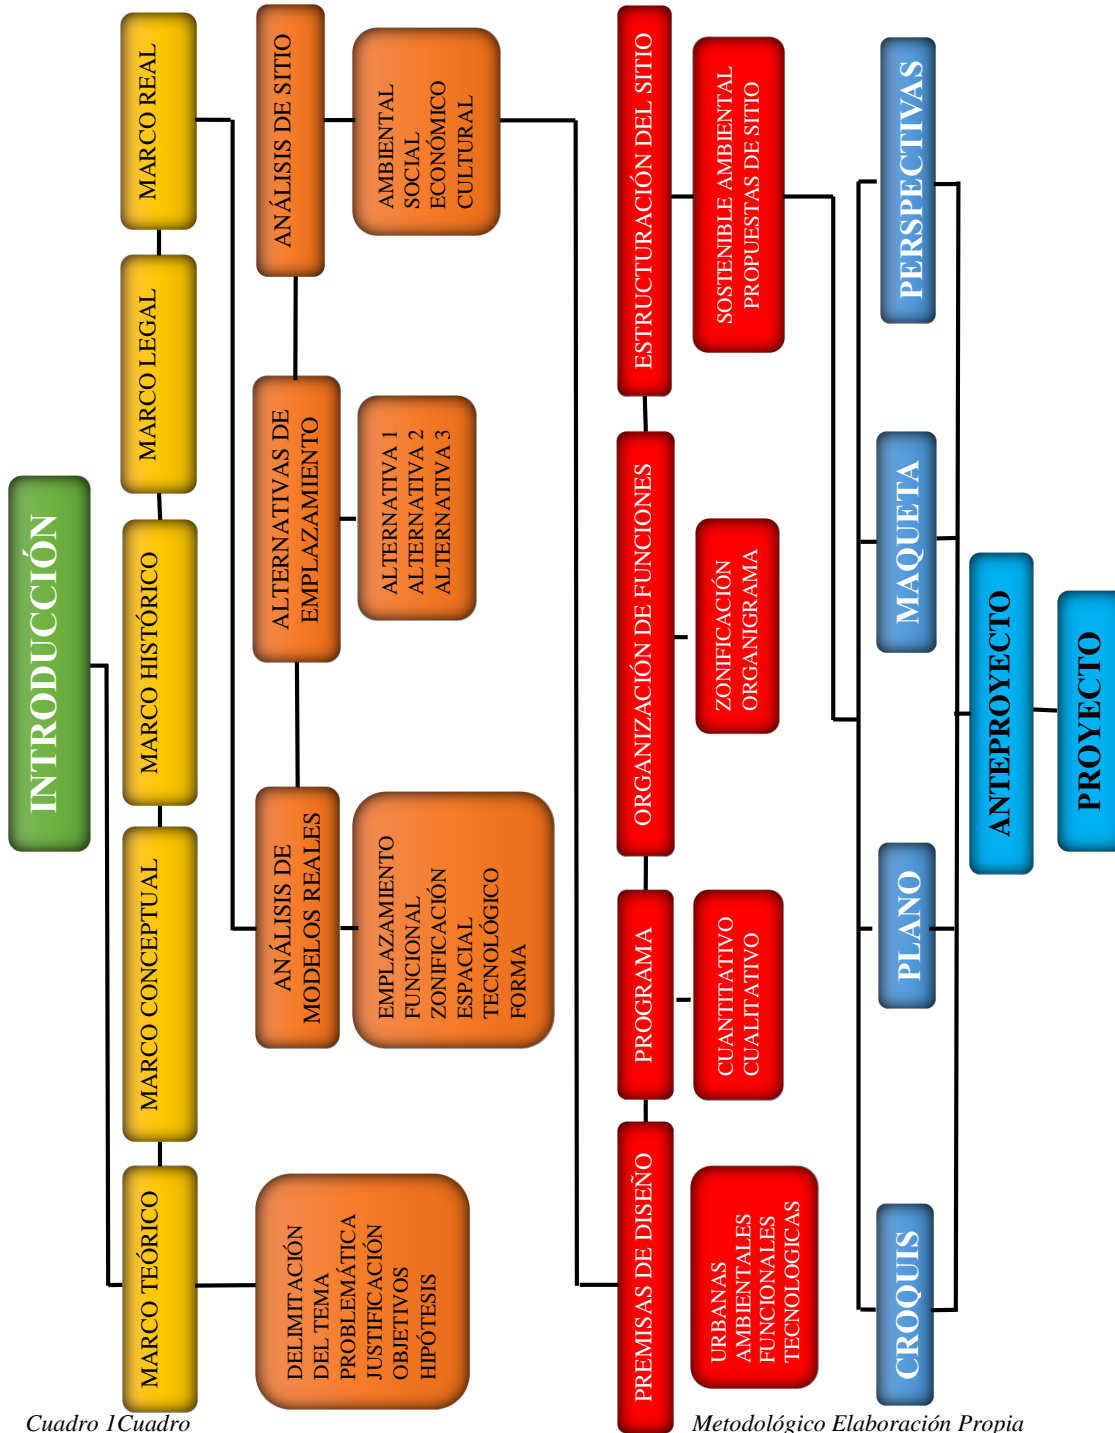 INTRODUCCIÓN
MARCO TEÓRICO
MARCO CONCEPTUAL
MARCO HISTÓRICO
MARCO LEGAL
MARCO REAL
DELIMITACIÓN
DEL TEMA
PROBLEMÁTICA
JUSTIFICACIÓN
OBJETIVOS
HIPÓTESIS
ANÁLISIS DE
MODELOS REALES
ALTERNATIVAS DE
EMPLAZAMIENTO
ANÁLISIS DE SITIO
EMPLAZAMIENTO
FUNCIONAL
ZONIFICACIÓN
ESPACIAL
TECNOLÓGICO
FORMA
ALTERNATIVA 1
ALTERNATIVA 2
ALTERNATIVA 3
AMBIENTAL
SOCIAL
ECONÓMICO
CULTURAL
PREMISAS DE DISEÑO
PROGRAMA
ORGANIZACIÓN DE FUNCIONES
ESTRUCTURACIÓN DEL SITIO
URBANAS
AMBIENTALES
FUNCIONALES
TECNOLOGICAS
CUANTITATIVO
CUALITATIVO
ZONIFICACIÓN
ORGANIGRAMA
SOSTENIBLE AMBIENTAL
PROPUESTAS DE SITIO
CROQUIS
PLANO
MAQUETA
PERSPECTIVAS
ANTEPROYECTO
PROYECTO
Cuadro 1Cuadro Metodológico Elaboración Propia